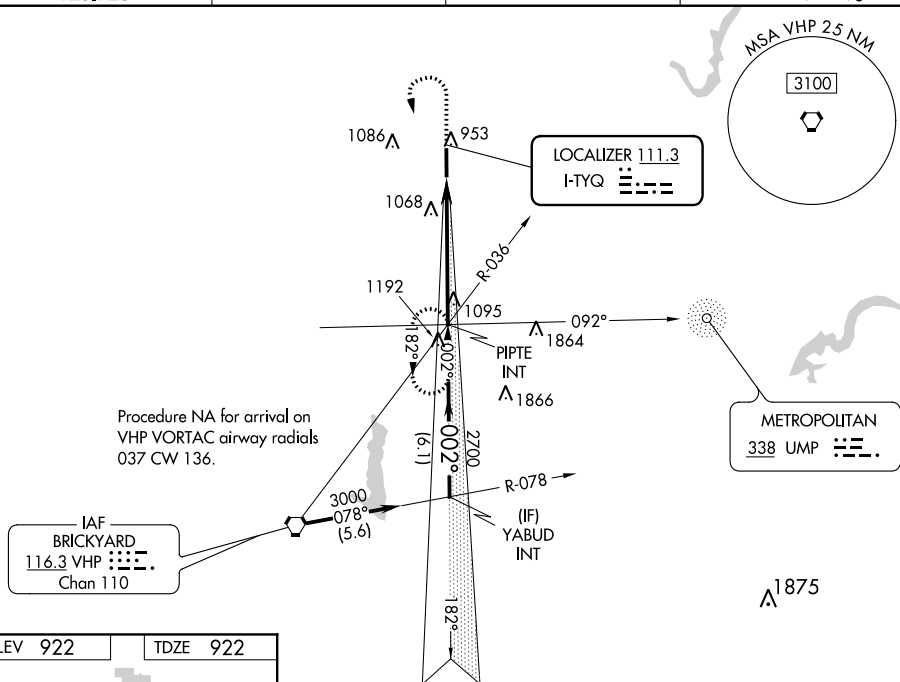 MSA VHP 25 NM
3100
1086
953
LOCALIZER 111.3
I-TYQ
1068
R-036
1192
1095
092°
1864
182°
002°
PIPTE
INT
1866
Procedure NA for arrival on
VHP VORTAC airway radials
037 CW 136.
METROPOLITAN
338 UMP
(6.1)
002°
2700
3000
078°
(5.6)
R-078
(IF)
YABUD
INT
IAF
BRICKYARD
116.3 VHP
Chan 110
1875
182°
LEV 922
TDZE 922